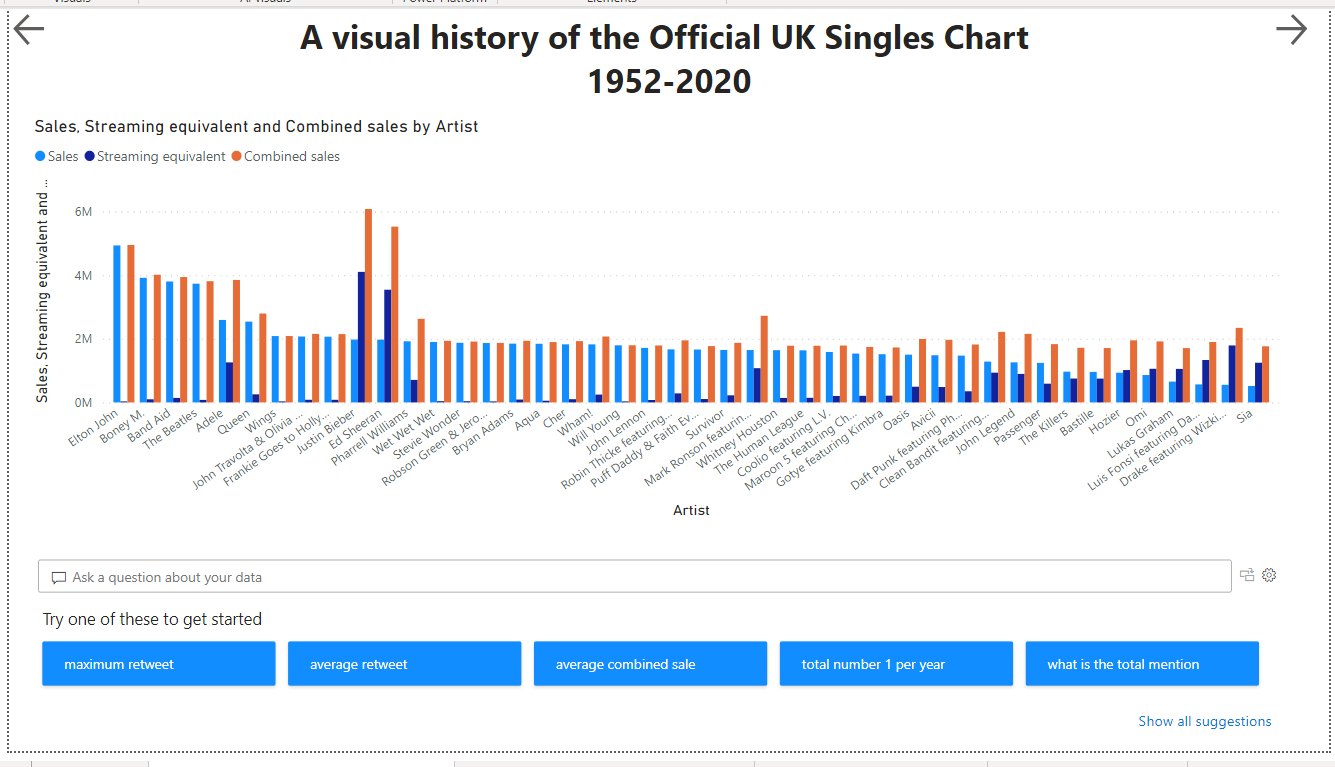 A visual history of the Official UK Singles Chart
1952-2020
Sales, Streaming equivalent and Combined sales by Artist
Sales Streaming equivalent Combined sales
Sales, Streaming equivalent and ...
6M
4M
2M
0M
Elton John
Boney M.
Band Aid
The Beatles
Adele
Queen
Wings
John Travolta & Olivia ...
Frankie Goes to Holly...
Justin Bieber
Ed Sheeran
Pharrell Williams
Wet Wet Wet
Stevie Wonder
Robson Green & Jero...
Bryan Adams
Aqua
Cher
Wham!
Will Young
John Lennon
Robin Thicke featuring...
Puff Daddy & Faith Ev...
Survivor
Mark Ronson featurin...
Whitney Houston
The Human League
Coolio featuring L.V.
Maroon 5 featuring Ch...
Gotye featuring Kimbra
Oasis
Avicii
Daft Punk featuring Ph...
Clean Bandit featuring...
John Legend
Passenger
The Killers
Bastille
Hozier
Omi
Lukas Graham
Luis Fonsi featuring Da...
Drake featuring Wizki...
Sia
Artist
Ask a question about your data
Try one of these to get started
maximum retweet
average retweet
average combined sale
total number 1 per year
what is the total mention
Show all suggestions